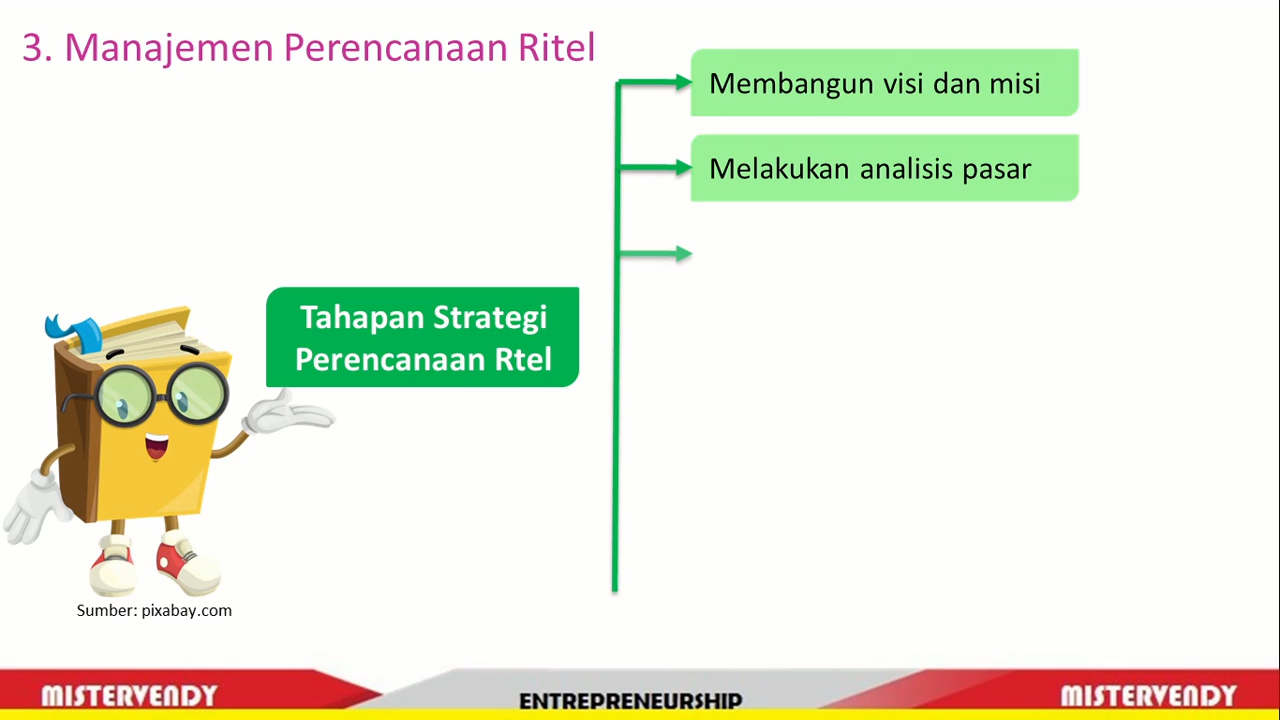 3. Manajemen Perencanaan Ritel
Membangun visi dan misi
Melakukan analisis pasar
Tahapan Strategi
Perencanaan Rtel
Sumber: pixabay.com
MISTERVENDY
ENTREPRENEURSHIP
MISTERVENDY